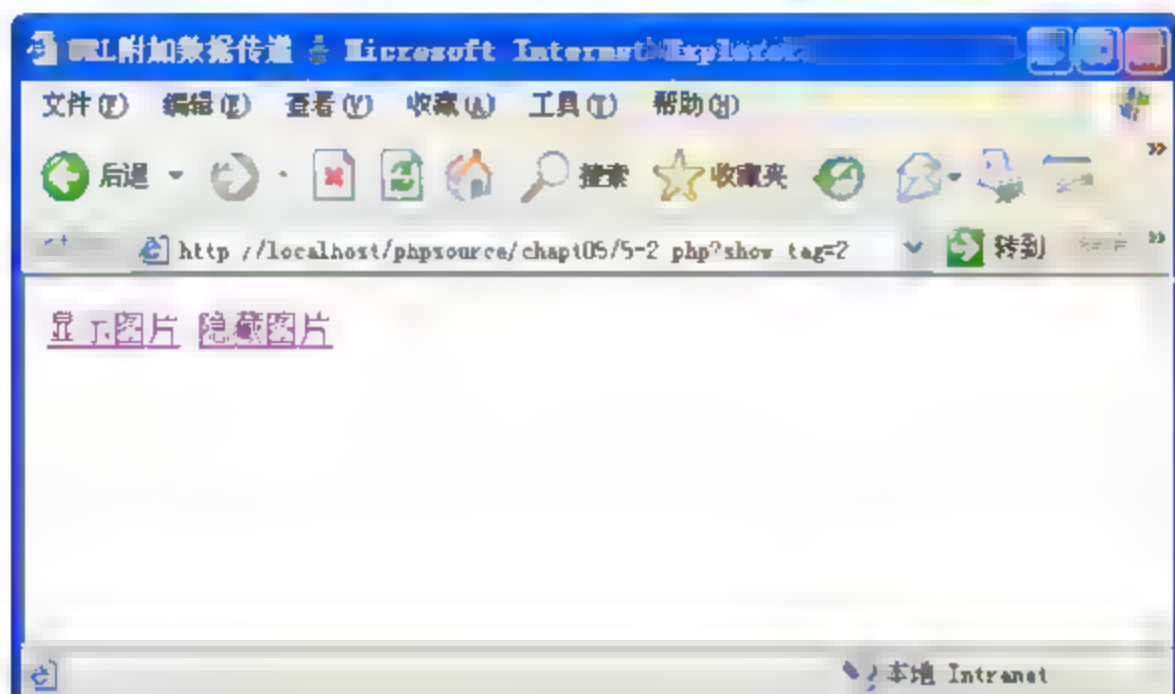 URL附加数据传递 - Microsoft Internet Explorer
文件(F) 编辑(E) 查看(V) 收藏(A) 工具(T) 帮助(H)
后退 搜索 收藏夹
http //localhost/phpsource/chapt05/5-2 php?show tag=2 转到
显示图片 隐藏图片
本地 Intranet